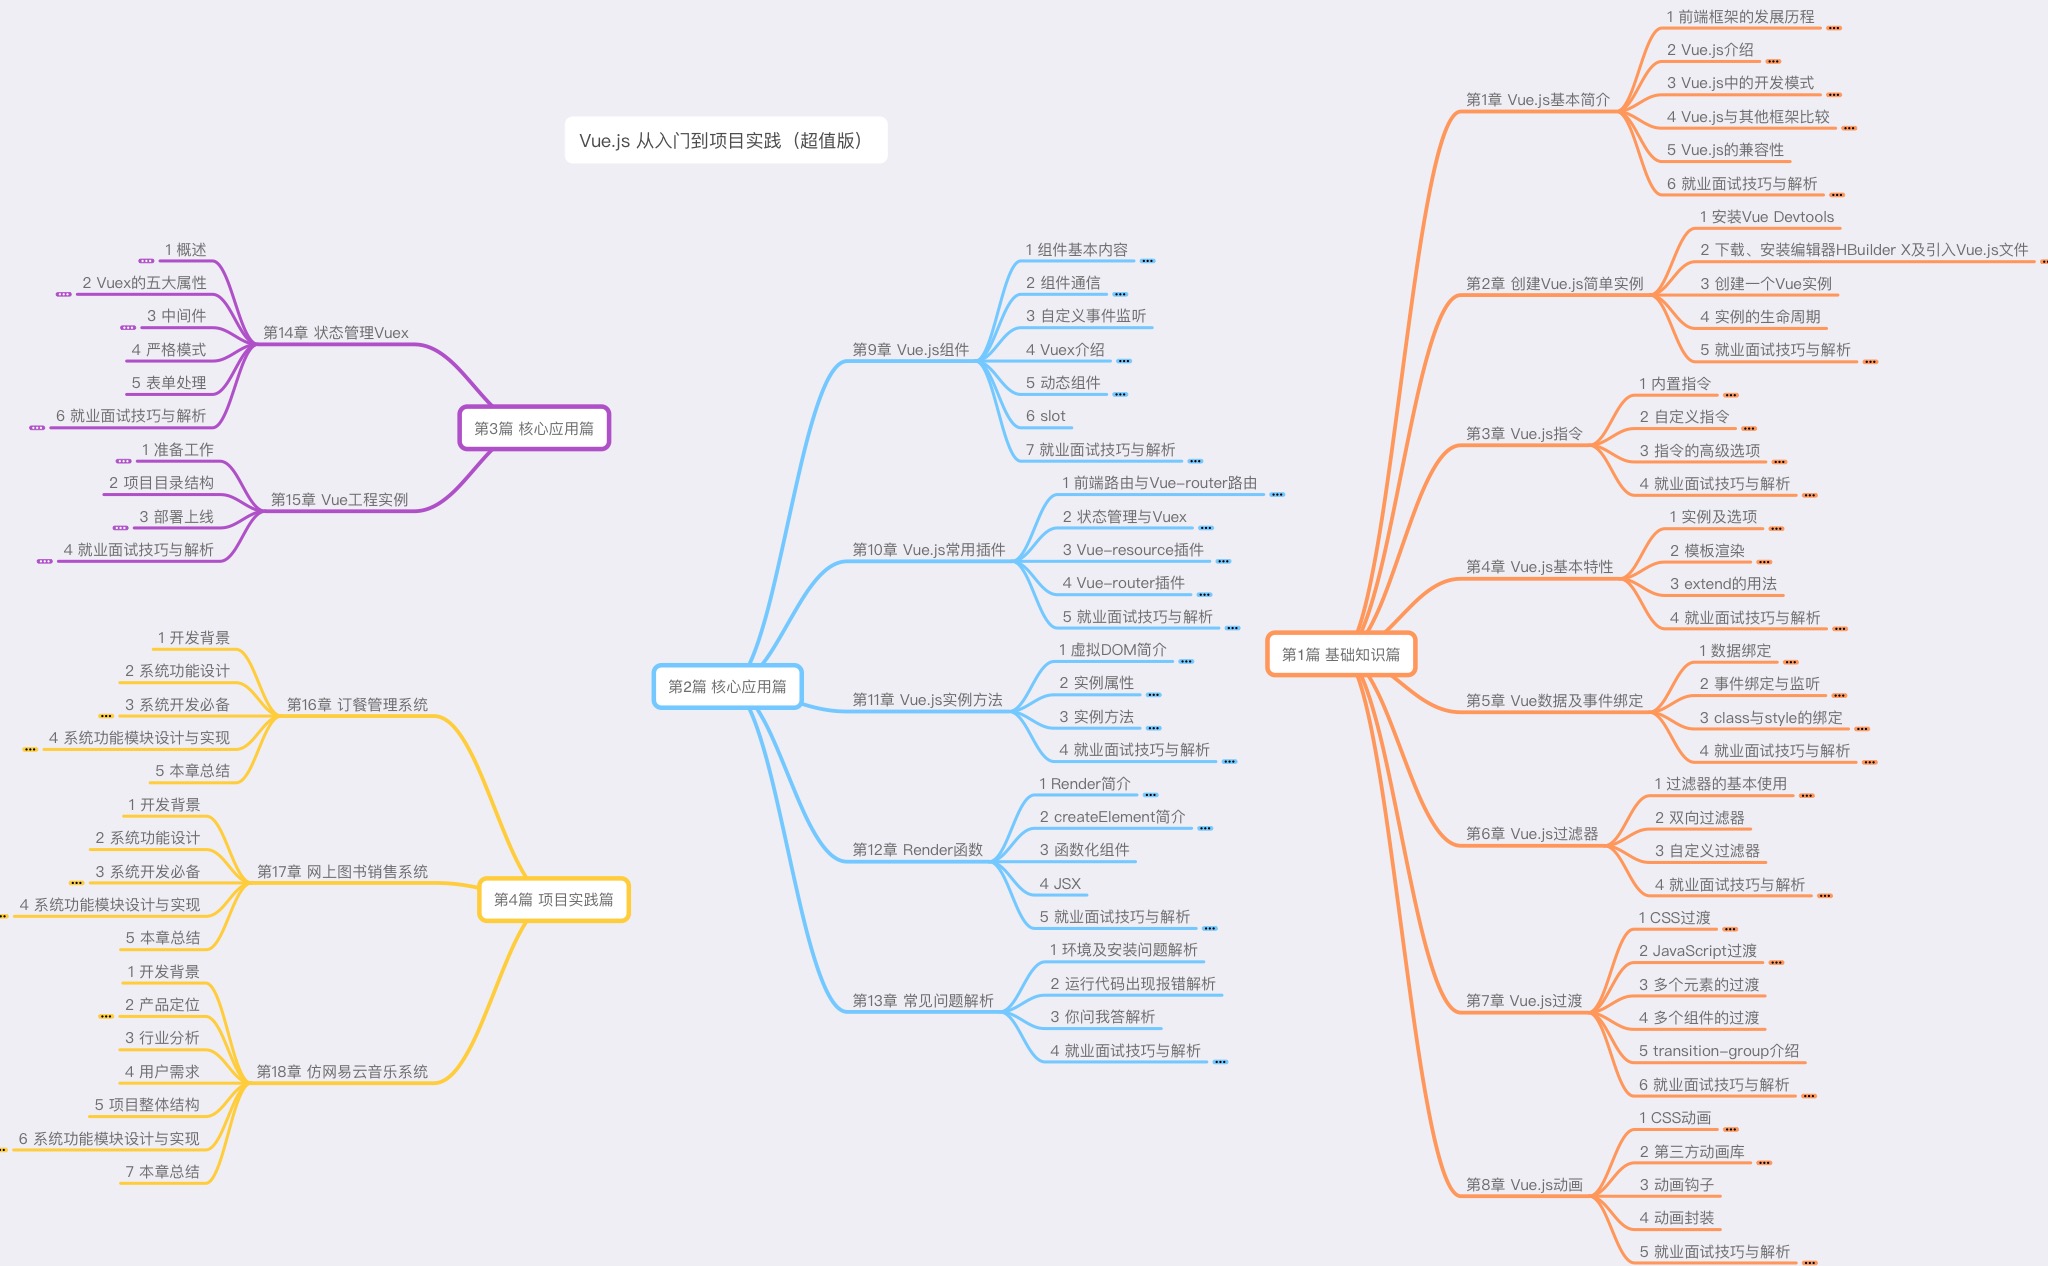 Vue.js 从入门到项目实践（超值版）
第1篇 基础知识篇
第1章 Vue.js基本简介
1 前端框架的发展历程
2 Vue.js介绍
3 Vue.js中的开发模式
4 Vue.js与其他框架比较
5 Vue.js的兼容性
6 就业面试技巧与解析
第2章 创建Vue.js简单实例
1 安装Vue Devtools
2 下载、安装编辑器HBuilder X及引入Vue.js文件
3 创建一个Vue实例
4 实例的生命周期
5 就业面试技巧与解析
第3章 Vue.js指令
1 内置指令
2 自定义指令
3 指令的高级选项
4 就业面试技巧与解析
第4章 Vue.js基本特性
1 实例及选项
2 模板渲染
3 extend的用法
4 就业面试技巧与解析
第5章 Vue数据及事件绑定
1 数据绑定
2 事件绑定与监听
3 class与style的绑定
4 就业面试技巧与解析
第6章 Vue.js过滤器
1 过滤器的基本使用
2 双向过滤器
3 自定义过滤器
4 就业面试技巧与解析
第7章 Vue.js过渡
1 CSS过渡
2 JavaScript过渡
3 多个元素的过渡
4 多个组件的过渡
5 transition-group介绍
6 就业面试技巧与解析
第8章 Vue.js动画
1 CSS动画
2 第三方动画库
3 动画钩子
4 动画封装
5 就业面试技巧与解析
第2篇 核心应用篇
第9章 Vue.js组件
1 组件基本内容
2 组件通信
3 自定义事件监听
4 Vuex介绍
5 动态组件
6 slot
7 就业面试技巧与解析
第10章 Vue.js常用插件
1 前端路由与Vue-router路由
2 状态管理与Vuex
3 Vue-resource插件
4 Vue-router插件
5 就业面试技巧与解析
第11章 Vue.js实例方法
1 虚拟DOM简介
2 实例属性
3 实例方法
4 就业面试技巧与解析
第12章 Render函数
1 Render简介
2 createElement简介
3 函数化组件
4 JSX
5 就业面试技巧与解析
第13章 常见问题解析
1 环境及安装问题解析
2 运行代码出现报错解析
3 你问我答解析
4 就业面试技巧与解析
第3篇 核心应用篇
第14章 状态管理Vuex
1 概述
2 Vuex的五大属性
3 中间件
4 严格模式
5 表单处理
6 就业面试技巧与解析
第15章 Vue工程实例
1 准备工作
2 项目目录结构
3 部署上线
4 就业面试技巧与解析
第4篇 项目实践篇
第16章 订餐管理系统
1 开发背景
2 系统功能设计
3 系统开发必备
4 系统功能模块设计与实现
5 本章总结
第17章 网上图书销售系统
1 开发背景
2 系统功能设计
3 系统开发必备
4 系统功能模块设计与实现
5 本章总结
第18章 仿网易云音乐系统
1 开发背景
2 产品定位
3 行业分析
4 用户需求
5 项目整体结构
6 系统功能模块设计与实现
7 本章总结